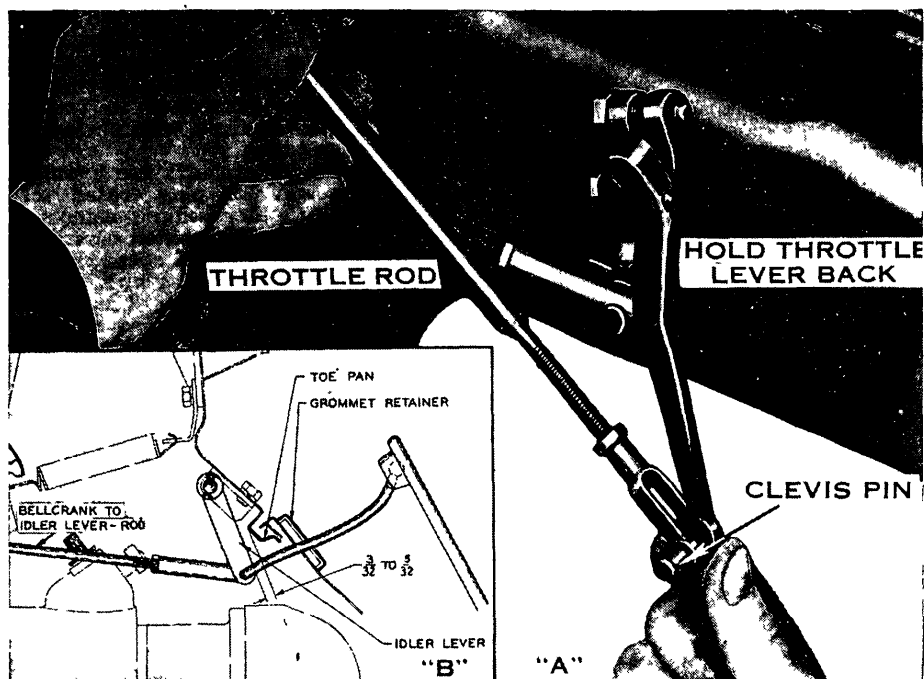 THROTTLE ROD
HOLD THROTTLE
LEVER BACK
TOE PAN
GROMMET RETAINER
BELLCRANK TO
IDLER LEVER-ROD
3/32 TO 5/32
IDLER LEVER
"B"
"A"
CLEVIS PIN